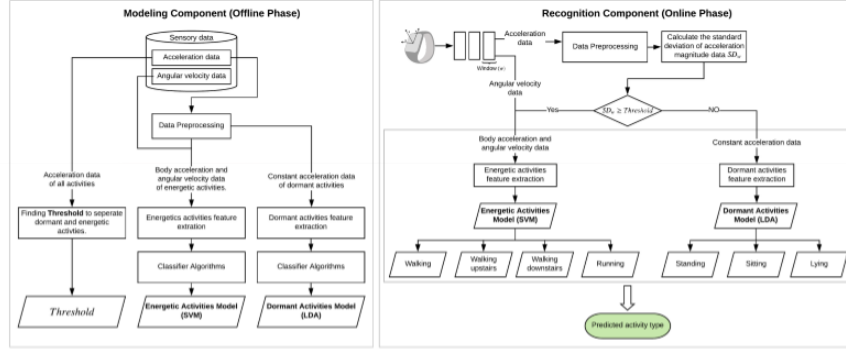 Modeling Component (Offline Phase)
Sensory data
Acceleration data
Angular velocity data
Data Preprocessing
Acceleration data
of all activities
Body acceleration and
angular velocity data
of energetic activities.
Constant acceleration data
of dormant activities
Finding Threshold to seperate
dormant and energetic
activities.
Energetics activities feature
extration
Dormant activities feature
extraction
Classifier Algorithms
Classifier Algorithms
Threshold
Energetic Activities Model
(SVM)
Dormant Activities Model
(LDA)
Recognition Component (Online Phase)
Acceleration
data
Window (w)
Data Preprocessing
Calculate the standard
deviation of acceleration
magnitude data SDₐ
Angular velocity
data
Yes
SDₐ ≥ Threshold
NO
Body acceleration and
angular velocity data
Constant acceleration data
Energetic activities
feature extraction
Dormant activities
feature extraction
Energetic Activities
Model (SVM)
Dormant Activities
Model (LDA)
Walking
Walking
upstairs
Walking
downstairs
Running
Standing
Sitting
Lying
Predicted activity type